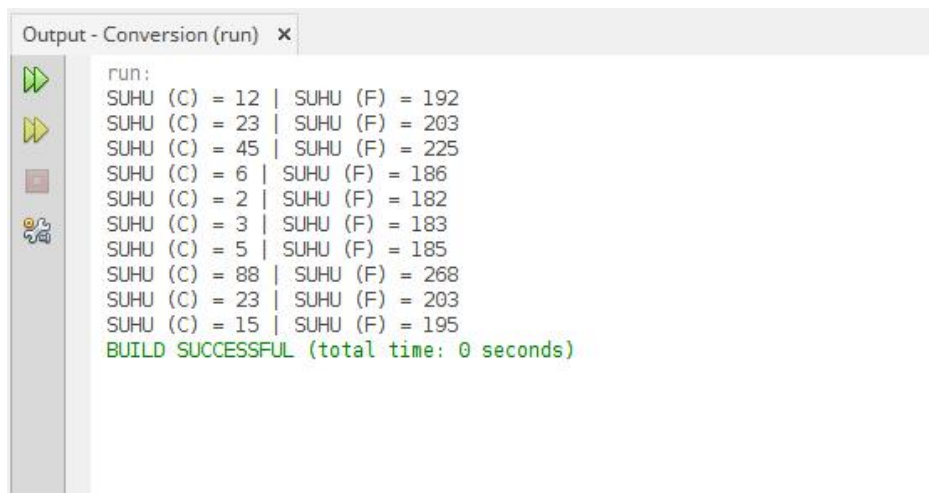 Output - Conversion (run) ×
run:
SUHU (C) = 12 | SUHU (F) = 192
SUHU (C) = 23 | SUHU (F) = 203
SUHU (C) = 45 | SUHU (F) = 225
SUHU (C) = 6 | SUHU (F) = 186
SUHU (C) = 2 | SUHU (F) = 182
SUHU (C) = 3 | SUHU (F) = 183
SUHU (C) = 5 | SUHU (F) = 185
SUHU (C) = 88 | SUHU (F) = 268
SUHU (C) = 23 | SUHU (F) = 203
SUHU (C) = 15 | SUHU (F) = 195
BUILD SUCCESSFUL (total time: 0 seconds)